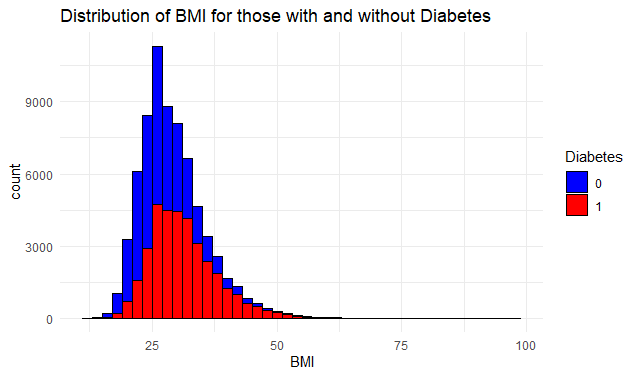 Distribution of BMI for those with and without Diabetes
count
9000
6000
3000
0
25
50
75
100
BMI
Diabetes
0
1